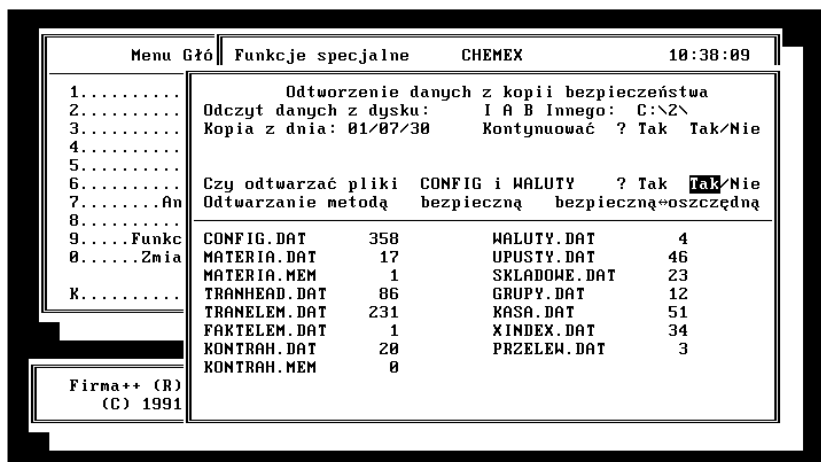 Menu Głó Funkcje specjalne CHEMEX 10:38:09
1..........
2..........
3..........
4..........
5..........
6..........
7........An
8..........
9.....Funkc
0......Zmia
K..........
Odtworzenie danych z kopii bezpieczeństwa
Odczyt danych z dysku: I A B Innego: C:\2\
Kopia z dnia: 01/07/30 Kontynuować ? Tak Tak/Nie
Czy odtwarzać pliki CONFIG i WALUTY ? Tak Tak/Nie
Odtwarzanie metodą bezpieczną bezpieczną↔oszczędną
CONFIG.DAT 358 WALUTY.DAT 4
MATERIA.DAT 17 UPUSTY.DAT 46
MATERIA.MEM 1 SKLADOWE.DAT 23
TRANHEAD.DAT 86 GRUPY.DAT 12
TRANELEM.DAT 231 KASA.DAT 51
FAKTELEM.DAT 1 XINDEX.DAT 34
KONTRAH.DAT 20 PRZELEW.DAT 3
KONTRAH.MEM 0
Firma++ (R)
(C) 1991